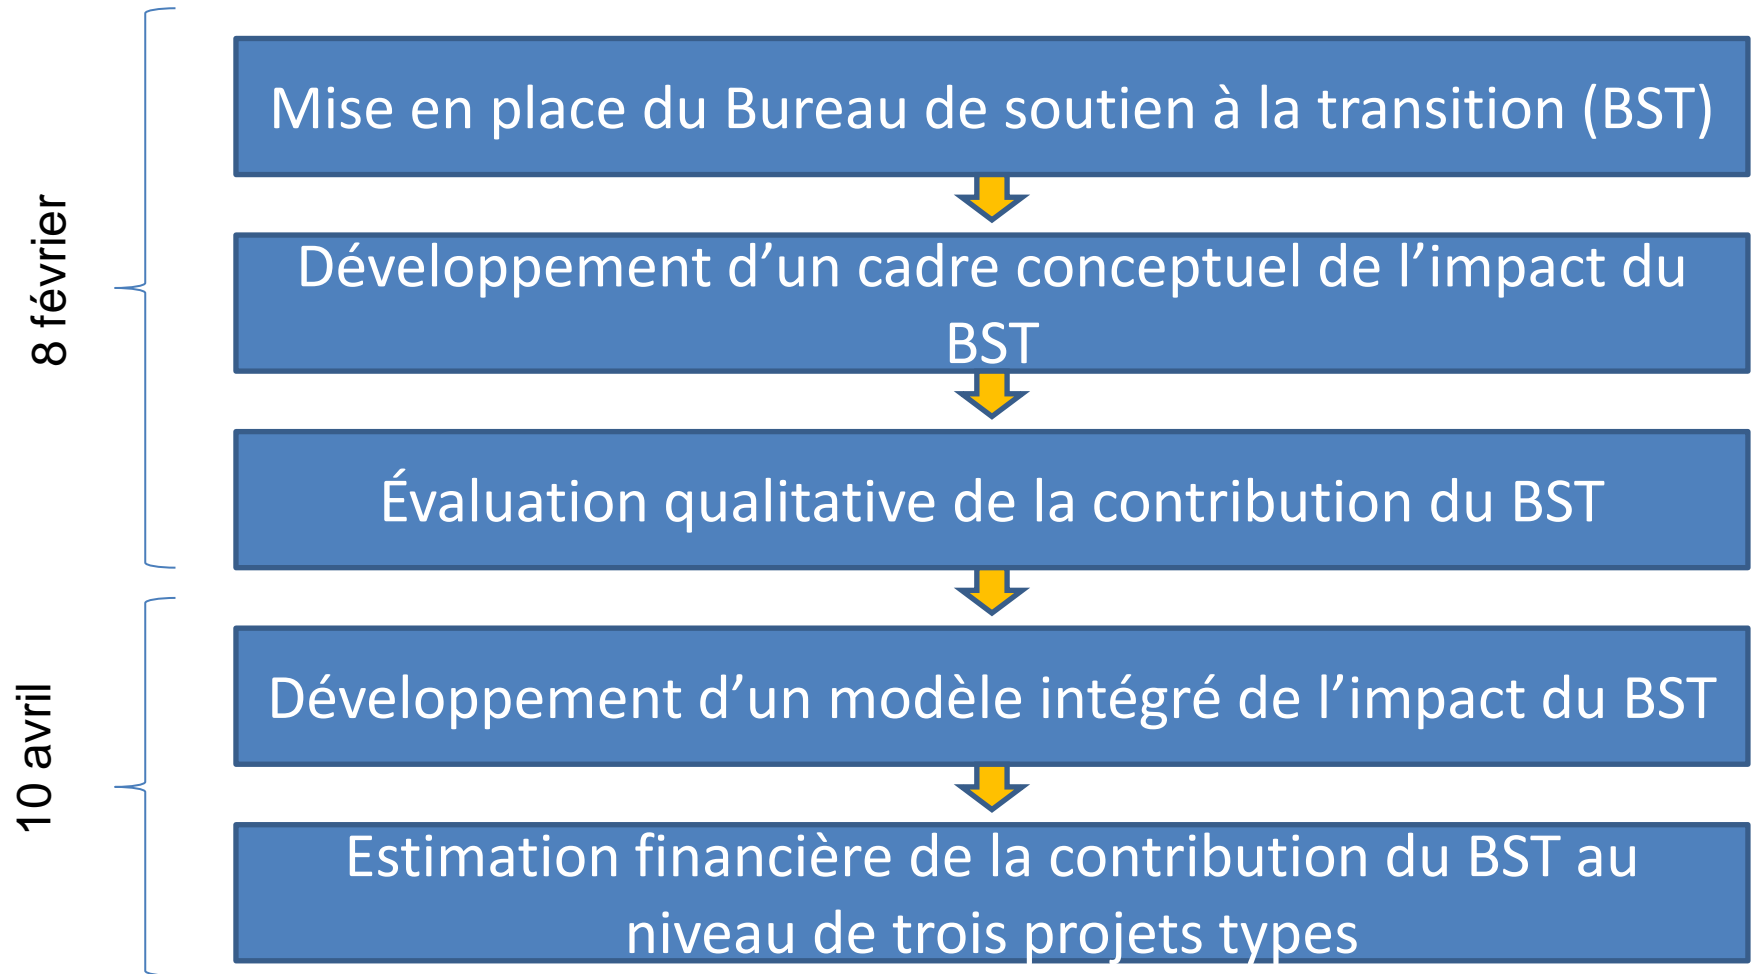 8 février
Mise en place du Bureau de soutien à la transition (BST)
Développement d’un cadre conceptuel de l’impact du
BST
Évaluation qualitative de la contribution du BST
10 avril
Développement d’un modèle intégré de l’impact du BST
Estimation financière de la contribution du BST au
niveau de trois projets types